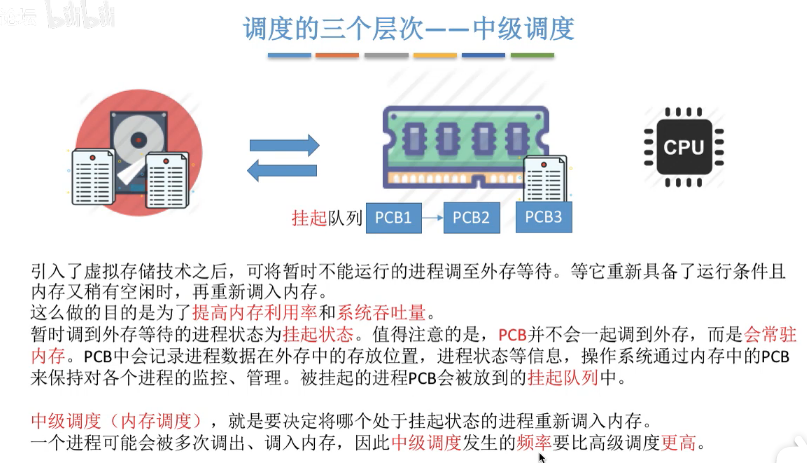 bilibili
调度的三个层次——中级调度
CPU
挂起队列 PCB1 PCB2 PCB3
引入了虚拟存储技术之后，可将暂时不能运行的进程调至外存等待。等它重新具备了运行条件且
内存又稍有空闲时，再重新调入内存。
这么做的目的是为了提高内存利用率和系统吞吐量。
暂时调到外存等待的进程状态为挂起状态。值得注意的是，PCB并不会一起调到外存，而是会常驻
内存。PCB中会记录进程数据在外存中的存放位置，进程状态等信息，操作系统通过内存中的PCB
来保持对各个进程的监控、管理。被挂起的进程PCB会被放到的挂起队列中。
中级调度（内存调度），就是要决定将哪个处于挂起状态的进程重新调入内存。
一个进程可能会被多次调出、调入内存，因此中级调度发生的频率要比高级调度更高。